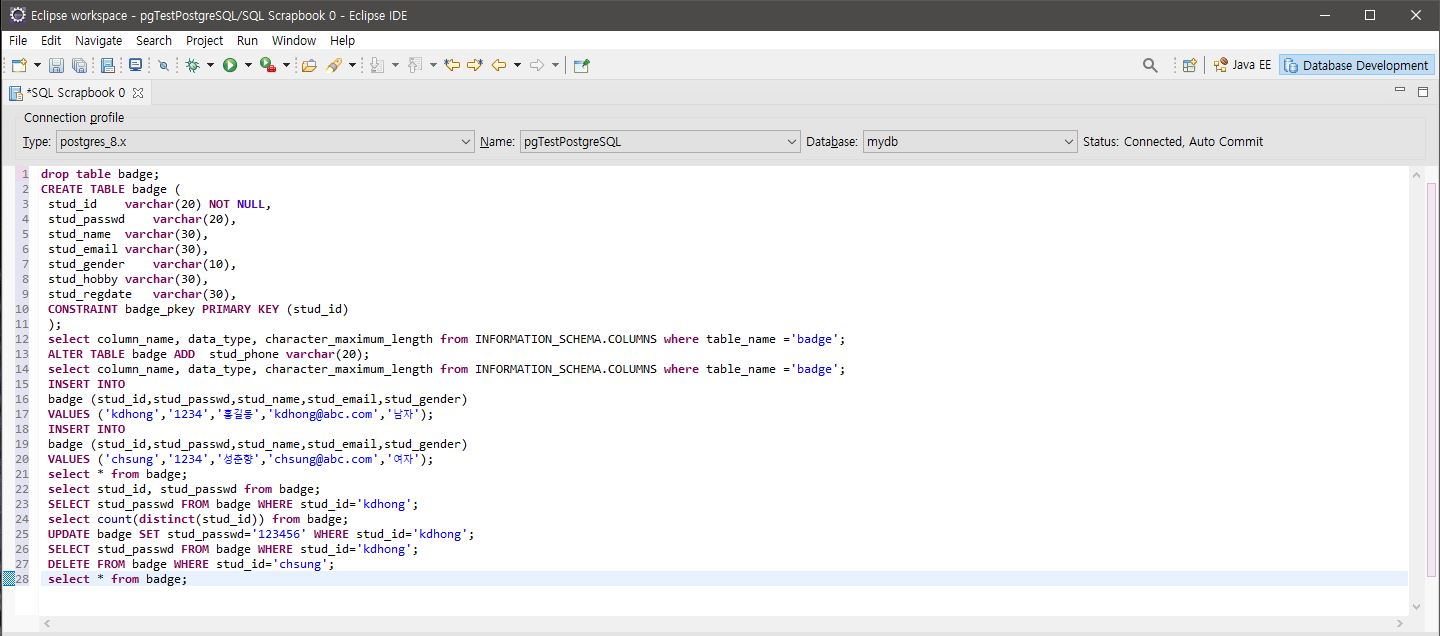 Eclipse workspace - pgTestPostgreSQL/SQL Scrapbook 0 - Eclipse IDE
File Edit Navigate Search Project Run Window Help
Java EE Database Development
*SQL Scrapbook 0
Connection profile
Type: postgres_8.x Name: pgTestPostgreSQL Database: mydb Status: Connected, Auto Commit
1 drop table badge;
2 CREATE TABLE badge (
3 stud_id varchar(20) NOT NULL,
4 stud_passwd varchar(20),
5 stud_name varchar(30),
6 stud_email varchar(30),
7 stud_gender varchar(10),
8 stud_hobby varchar(30),
9 stud_regdate varchar(30),
10 CONSTRAINT badge_pkey PRIMARY KEY (stud_id)
11 );
12 select column_name, data_type, character_maximum_length from INFORMATION_SCHEMA.COLUMNS where table_name ='badge';
13 ALTER TABLE badge ADD stud_phone varchar(20);
14 select column_name, data_type, character_maximum_length from INFORMATION_SCHEMA.COLUMNS where table_name ='badge';
15 INSERT INTO
16 badge (stud_id,stud_passwd,stud_name,stud_email,stud_gender)
17 VALUES ('kdhong','1234','홍길동','kdhong@abc.com','남자');
18 INSERT INTO
19 badge (stud_id,stud_passwd,stud_name,stud_email,stud_gender)
20 VALUES ('chsung','1234','성춘향','chsung@abc.com','여자');
21 select * from badge;
22 select stud_id, stud_passwd from badge;
23 SELECT stud_passwd FROM badge WHERE stud_id='kdhong';
24 select count(distinct(stud_id)) from badge;
25 UPDATE badge SET stud_passwd='123456' WHERE stud_id='kdhong';
26 SELECT stud_passwd FROM badge WHERE stud_id='kdhong';
27 DELETE FROM badge WHERE stud_id='chsung';
28 select * from badge;